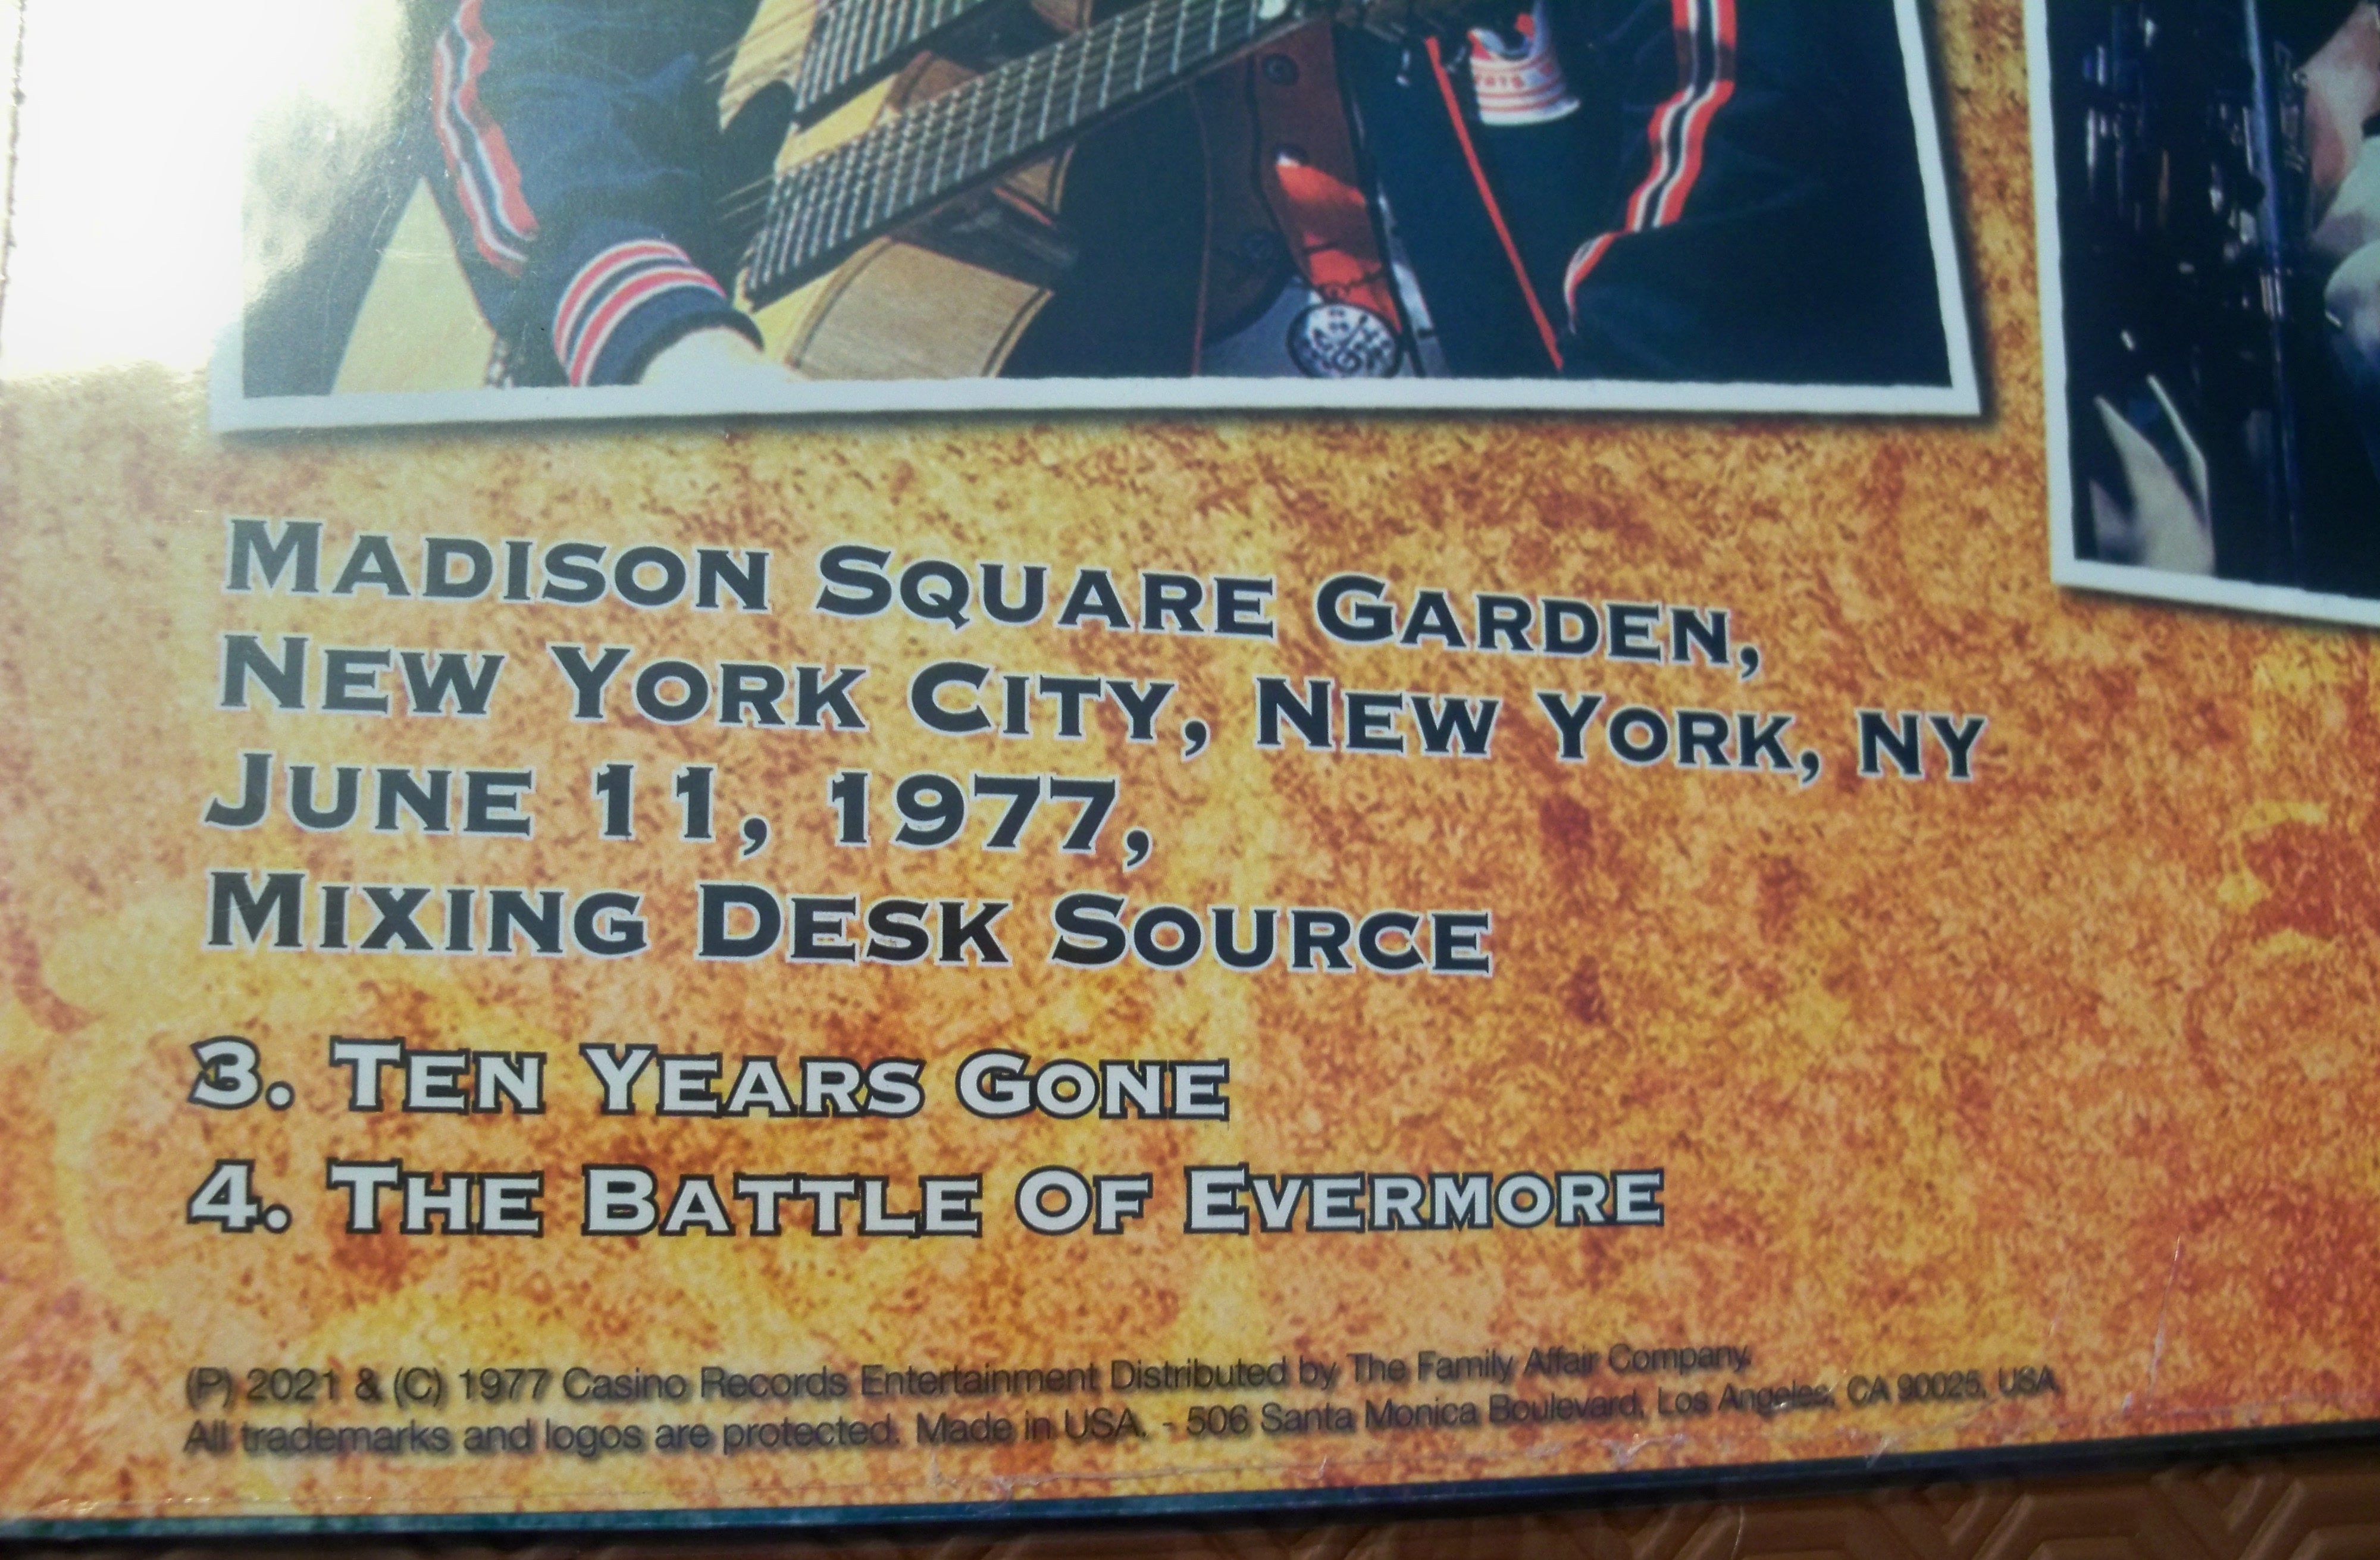 MADISON SQUARE GARDEN,
NEW YORK CITY, NEW YORK, NY
JUNE 11, 1977,
MIXING DESK SOURCE
3. TEN YEARS GONE
4. THE BATTLE OF EVERMORE
(P) 2021 & (C) 1977 Casino Records Entertainment Distributed by The Family Affair Company.
All trademarks and logos are protected. Made in USA. - 506 Santa Monica Boulevard, Los Angeles, CA 90025, USA